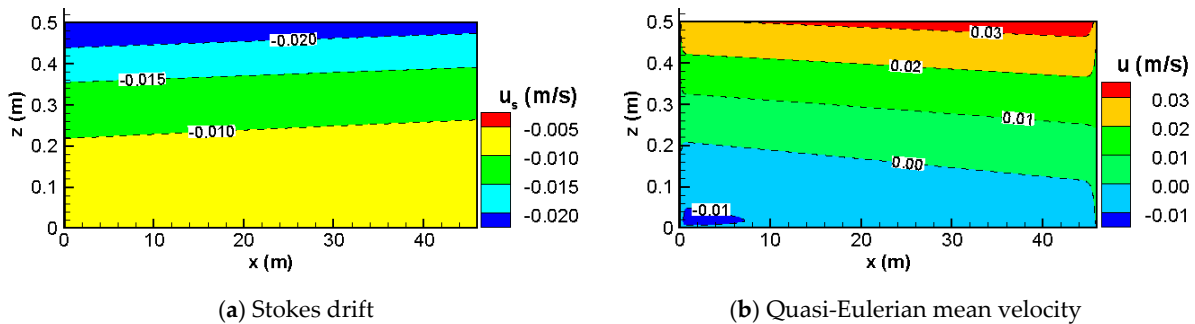 0.5
0.4
0.3
0.2
0.1
0
z (m)
-0.020
-0.015
-0.010
0 10 20 30 40
x (m)
u_s (m/s)
-0.005
-0.010
-0.015
-0.020
(a) Stokes drift
0.5
0.4
0.3
0.2
0.1
0
z (m)
0.03
0.02
0.01
0.00
-0.01
0 10 20 30 40
x (m)
u (m/s)
0.03
0.02
0.01
0.00
-0.01
(b) Quasi-Eulerian mean velocity